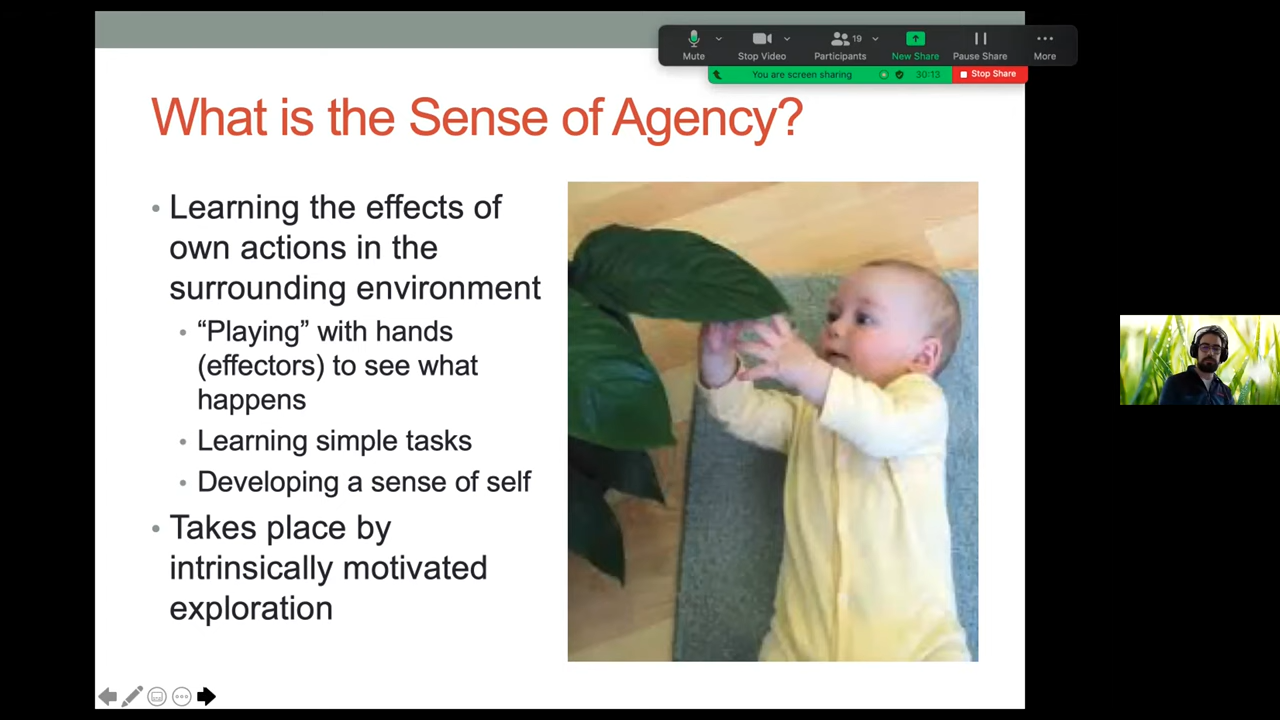 Mute
Stop Video
19
Participants
New Share
Pause Share
More
You are screen sharing
30:13
Stop Share
What is the Sense of Agency?
• Learning the effects of
own actions in the
surrounding environment
• “Playing” with hands
(effectors) to see what
happens
• Learning simple tasks
• Developing a sense of self
• Takes place by
intrinsically motivated
exploration